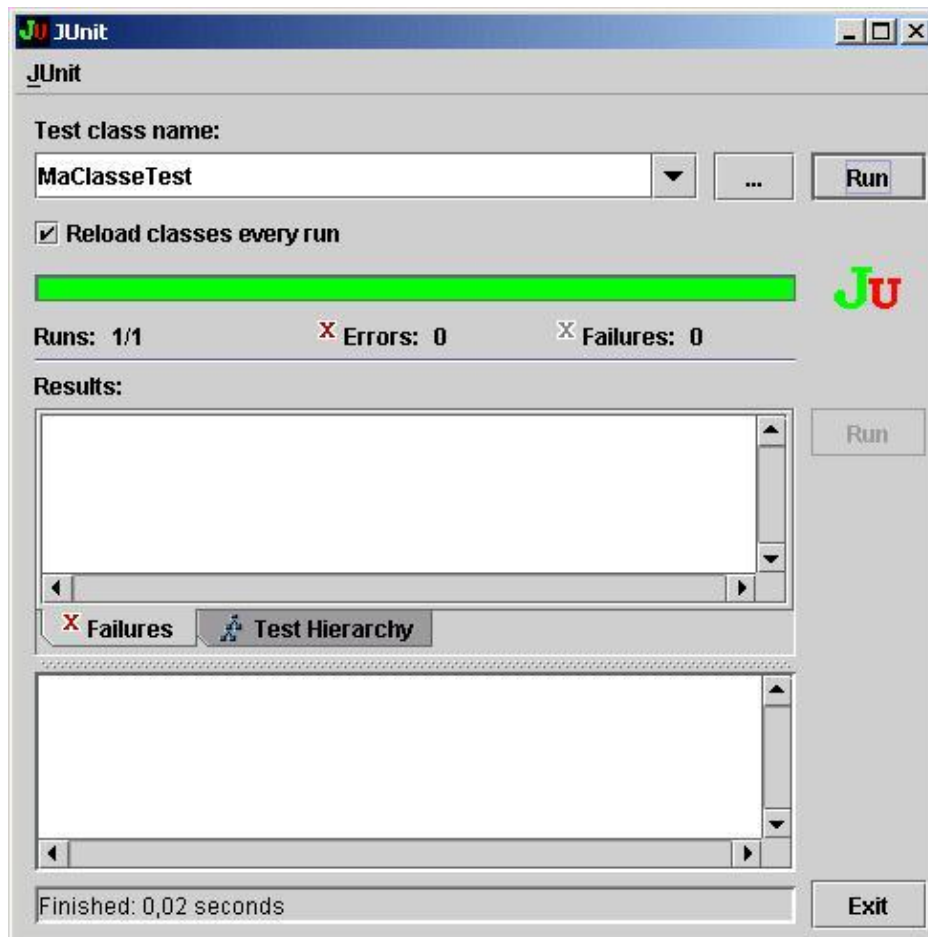 JU JUnit
JUnit
Test class name:
MaClasseTest ... Run
Reload classes every run
JU
Runs: 1/1 X Errors: 0 X Failures: 0
Results:
Run
X Failures Test Hierarchy
Finished: 0,02 seconds Exit